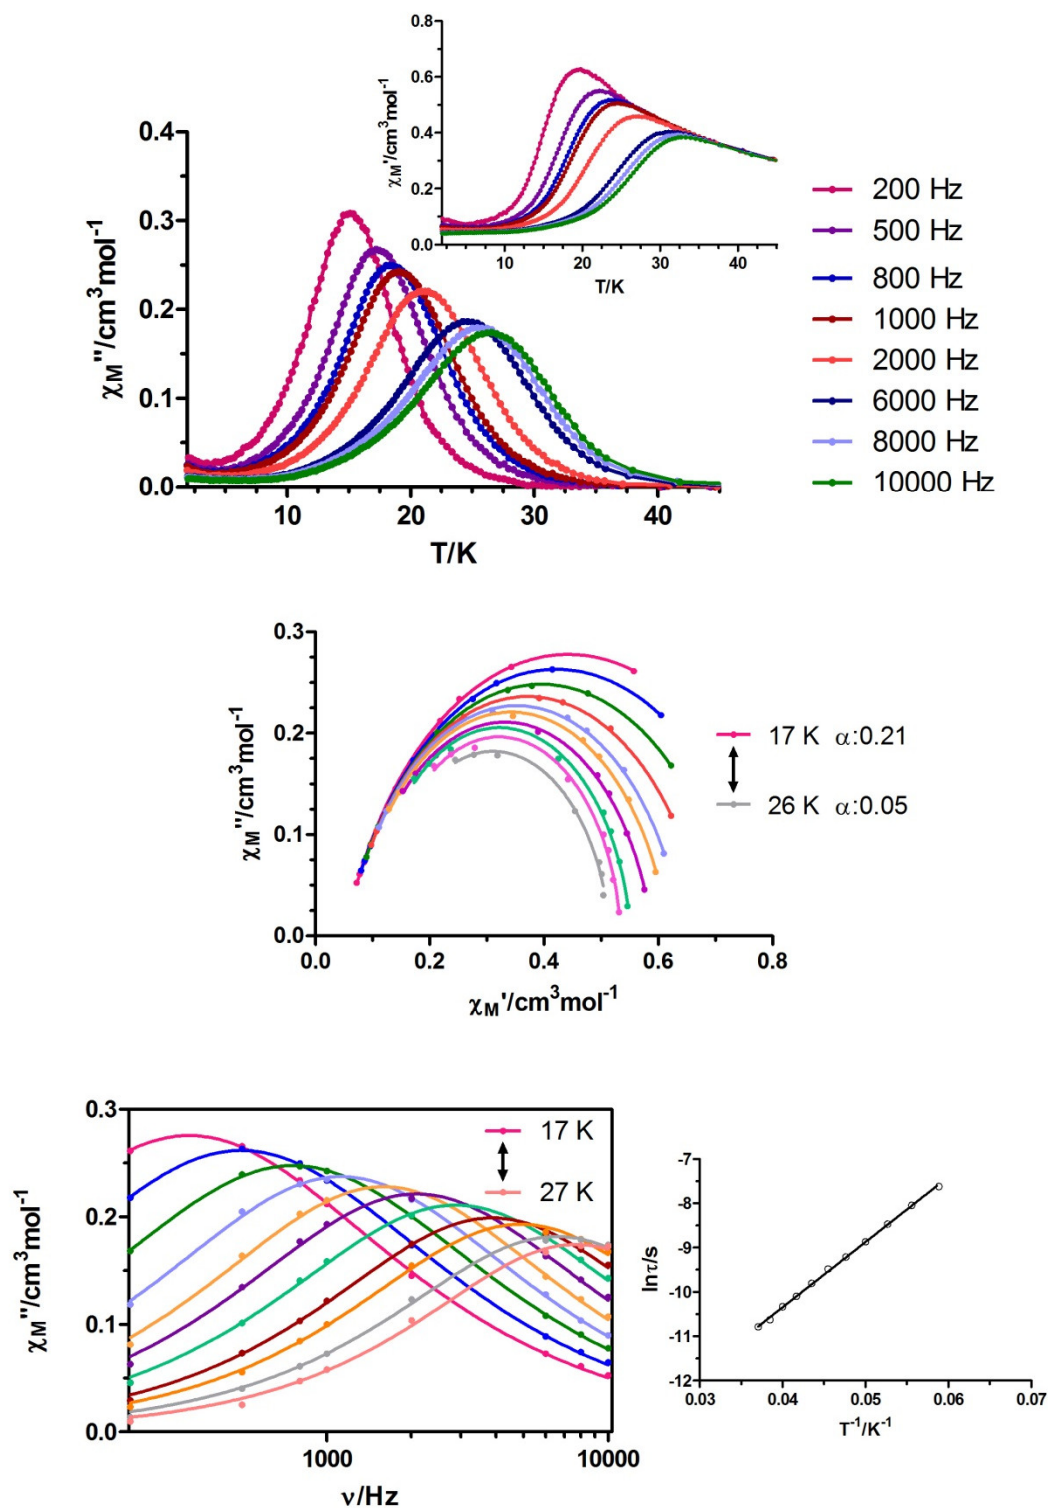 0.8
0.6
0.4
0.2
0.0
χM'/cm³mol⁻¹
10 20 30 40
T/K
0.4
0.3
0.2
0.1
0.0
χM''/cm³mol⁻¹
10 20 30 40
T/K
200 Hz
500 Hz
800 Hz
1000 Hz
2000 Hz
6000 Hz
8000 Hz
10000 Hz
0.3
0.2
0.1
0.0
χM''/cm³mol⁻¹
0.0 0.2 0.4 0.6 0.8
χM'/cm³mol⁻¹
17 K α:0.21
26 K α:0.05
0.3
0.2
0.1
0.0
χM''/cm³mol⁻¹
1000 10000
ν/Hz
17 K
27 K
-7
-8
-9
-10
-11
-12
lnτ/s
0.03 0.04 0.05 0.06 0.07
T⁻¹/K⁻¹